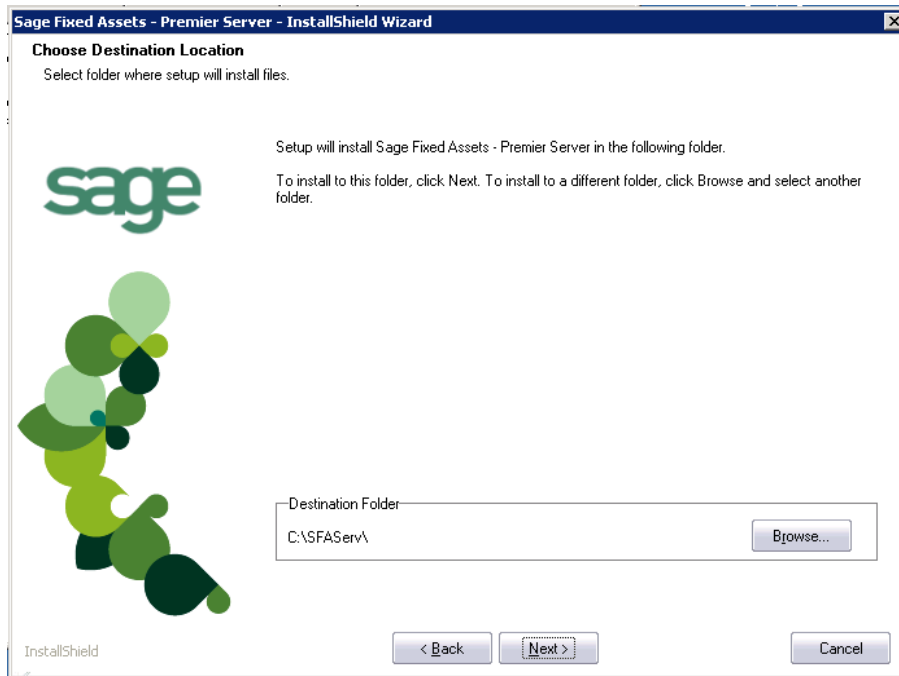 Sage Fixed Assets - Premier Server - InstallShield Wizard
Choose Destination Location
Select folder where setup will install files.
sage
Setup will install Sage Fixed Assets - Premier Server in the following folder.
To install to this folder, click Next. To install to a different folder, click Browse and select another
folder.
Destination Folder
C:\SFAServ\
Browse...
InstallShield
< Back
Next >
Cancel